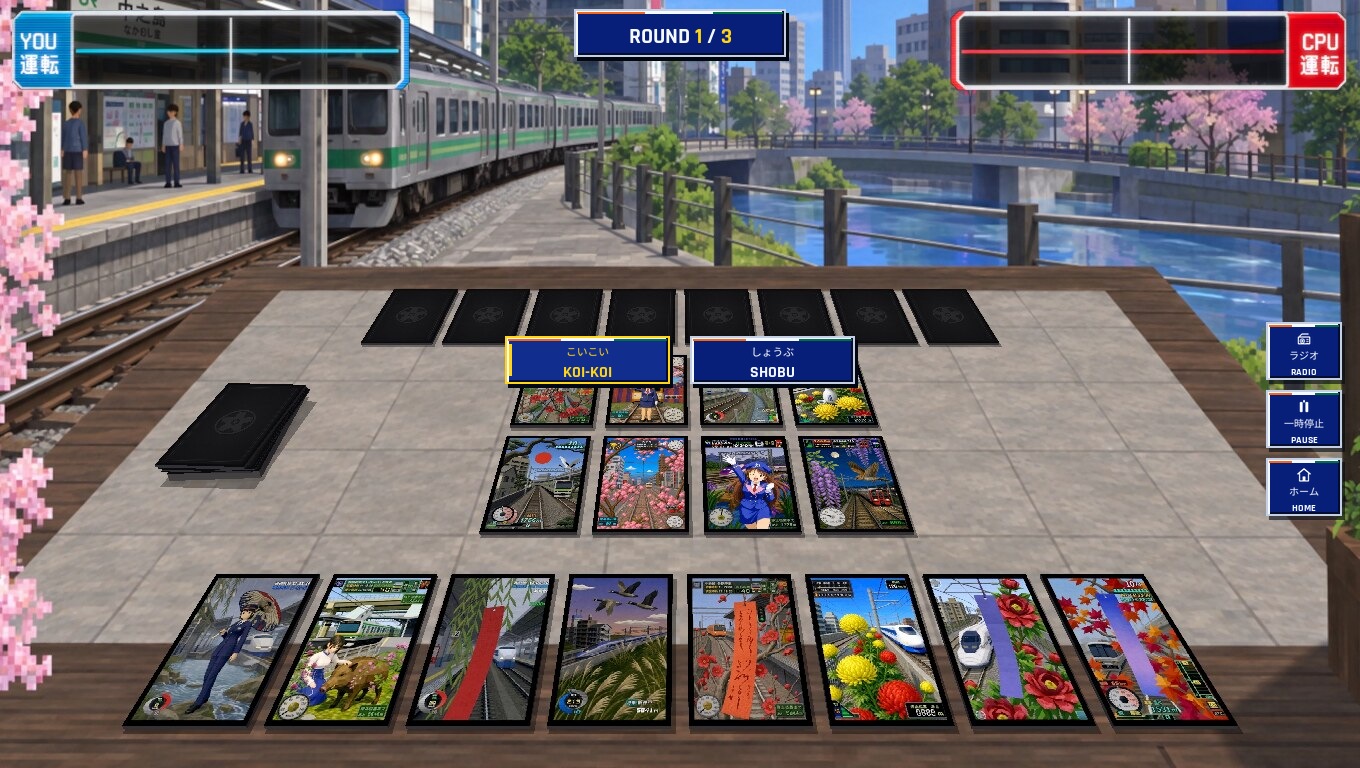 YOU
運転
ROUND 1 / 3
CPU
運転
こいこい
KOI-KOI
しょうぶ
SHOBU
ラジオ
RADIO
一時停止
PAUSE
ホーム
HOME